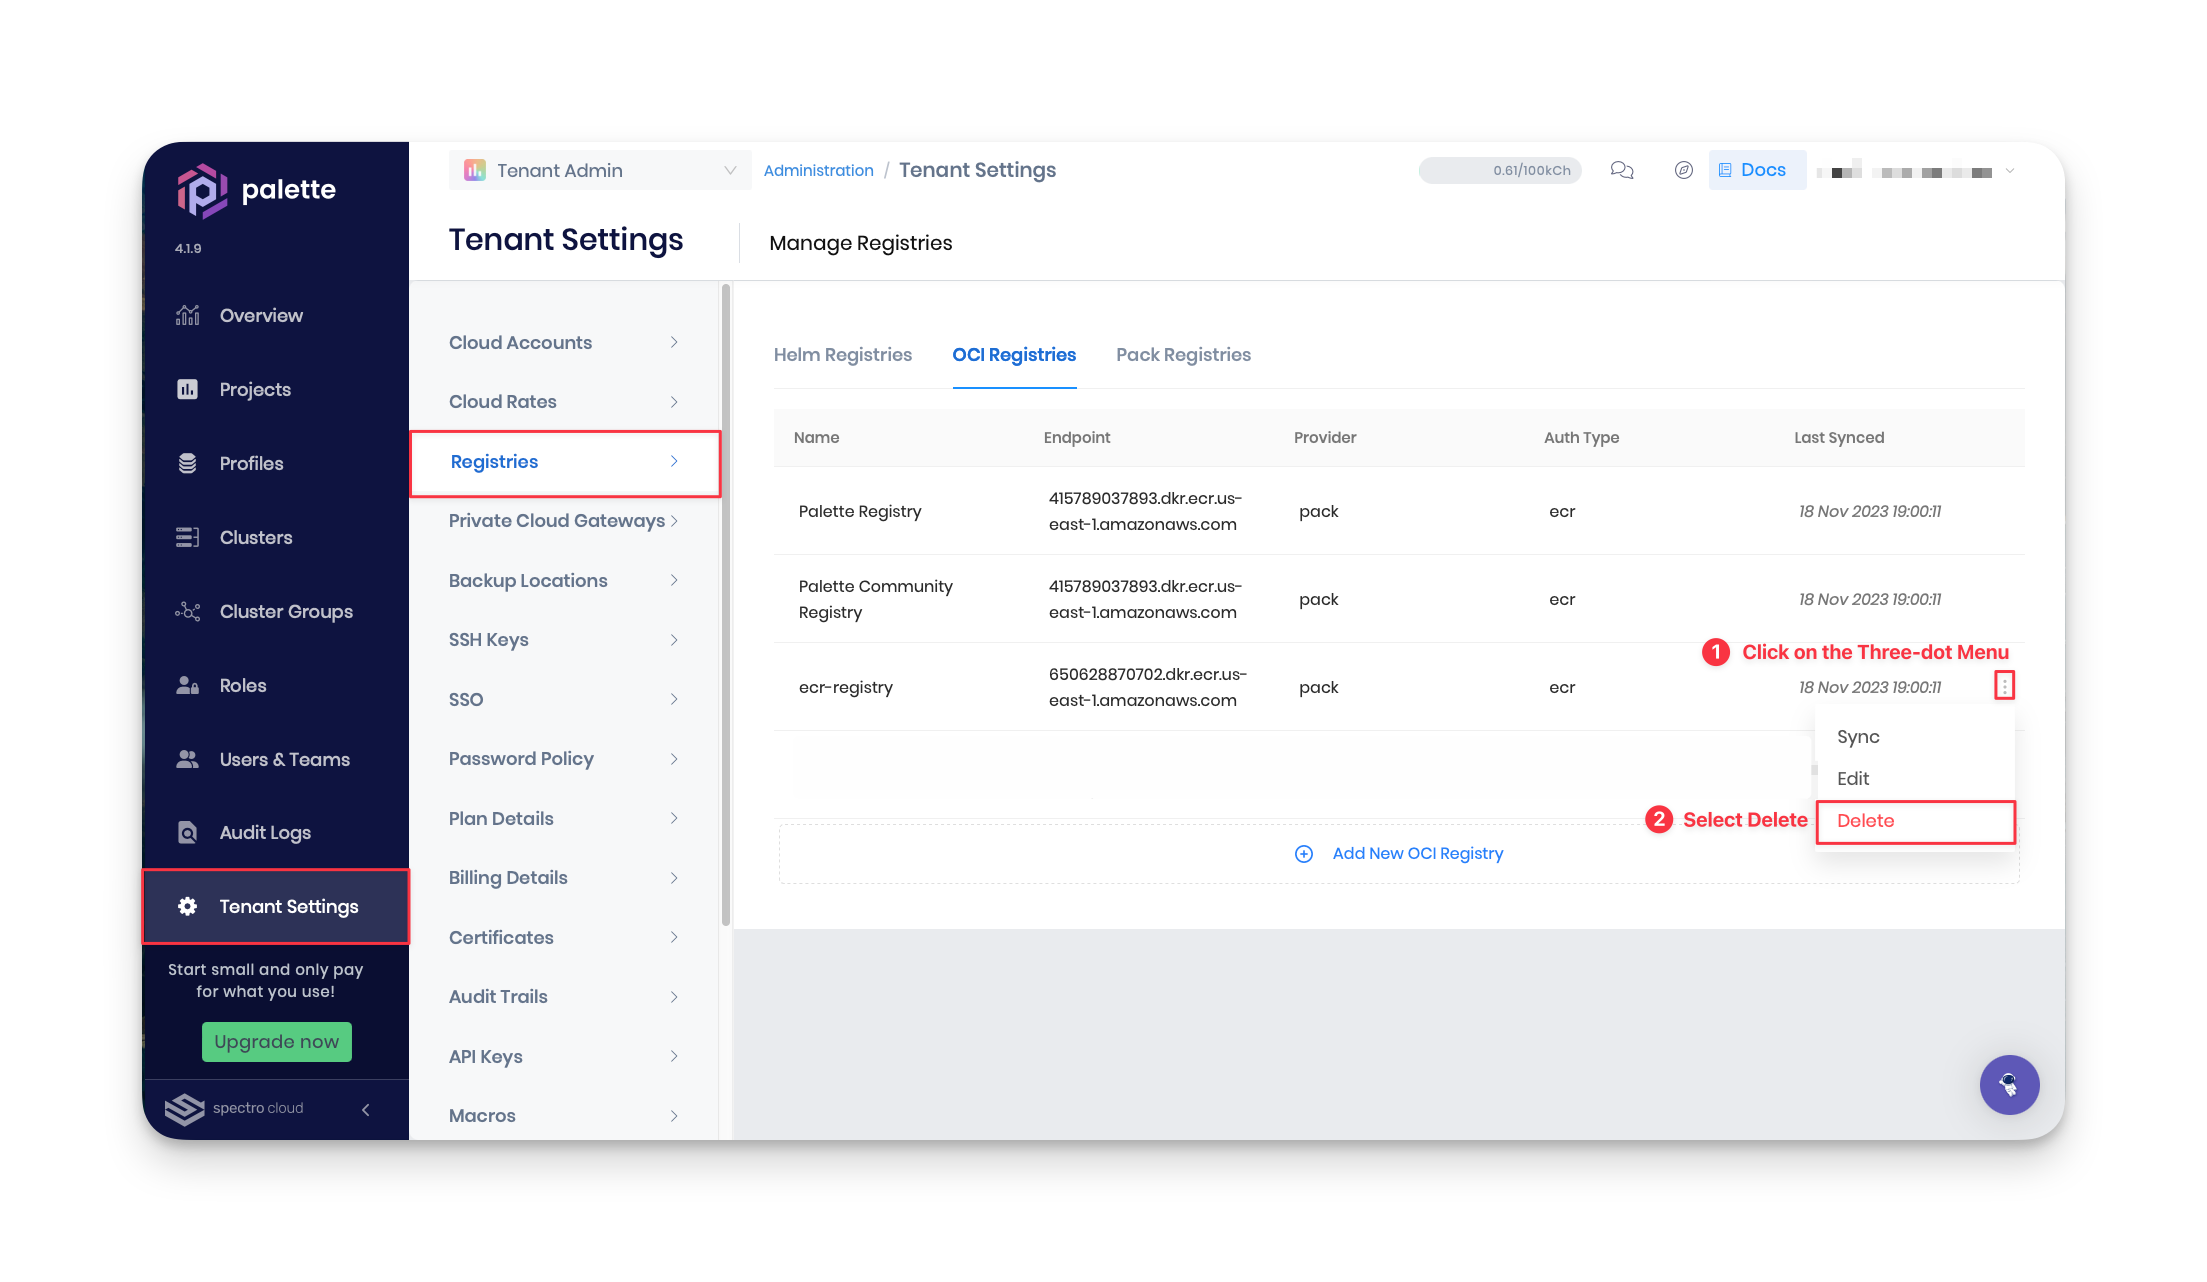 palette
4.1.9
Overview
Projects
Profiles
Clusters
Cluster Groups
Roles
Users & Teams
Audit Logs
Tenant Settings
Start small and only pay
for what you use!
Upgrade now
spectro cloud
Tenant Admin
Administration / Tenant Settings
0.61/100kCh
Docs
Tenant Settings
Manage Registries
Cloud Accounts
Cloud Rates
Registries
Private Cloud Gateways
Backup Locations
SSH Keys
SSO
Password Policy
Plan Details
Billing Details
Certificates
Audit Trails
API Keys
Macros
Helm Registries
OCI Registries
Pack Registries
Name
Endpoint
Provider
Auth Type
Last Synced
Palette Registry
415789037893.dkr.ecr.us-
east-1.amazonaws.com
pack
ecr
18 Nov 2023 19:00:11
Palette Community
Registry
415789037893.dkr.ecr.us-
east-1.amazonaws.com
pack
ecr
18 Nov 2023 19:00:11
1 Click on the Three-dot Menu
ecr-registry
650628870702.dkr.ecr.us-
east-1.amazonaws.com
pack
ecr
18 Nov 2023 19:00:11
Sync
Edit
2 Select Delete
Delete
Add New OCI Registry